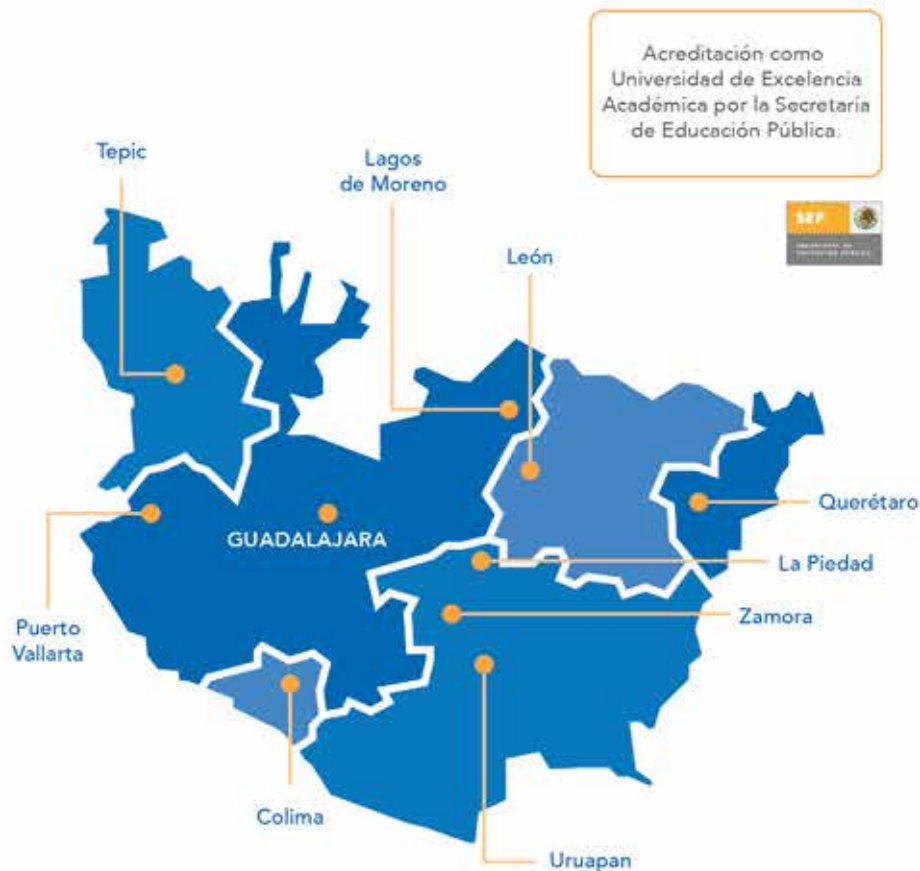 Acreditación como
Universidad de Excelencia
Académica por la Secretaría
de Educación Pública.
SEP
Tepic
Lagos
de Moreno
León
Querétaro
GUADALAJARA
La Piedad
Zamora
Puerto
Vallarta
Colima
Uruapan